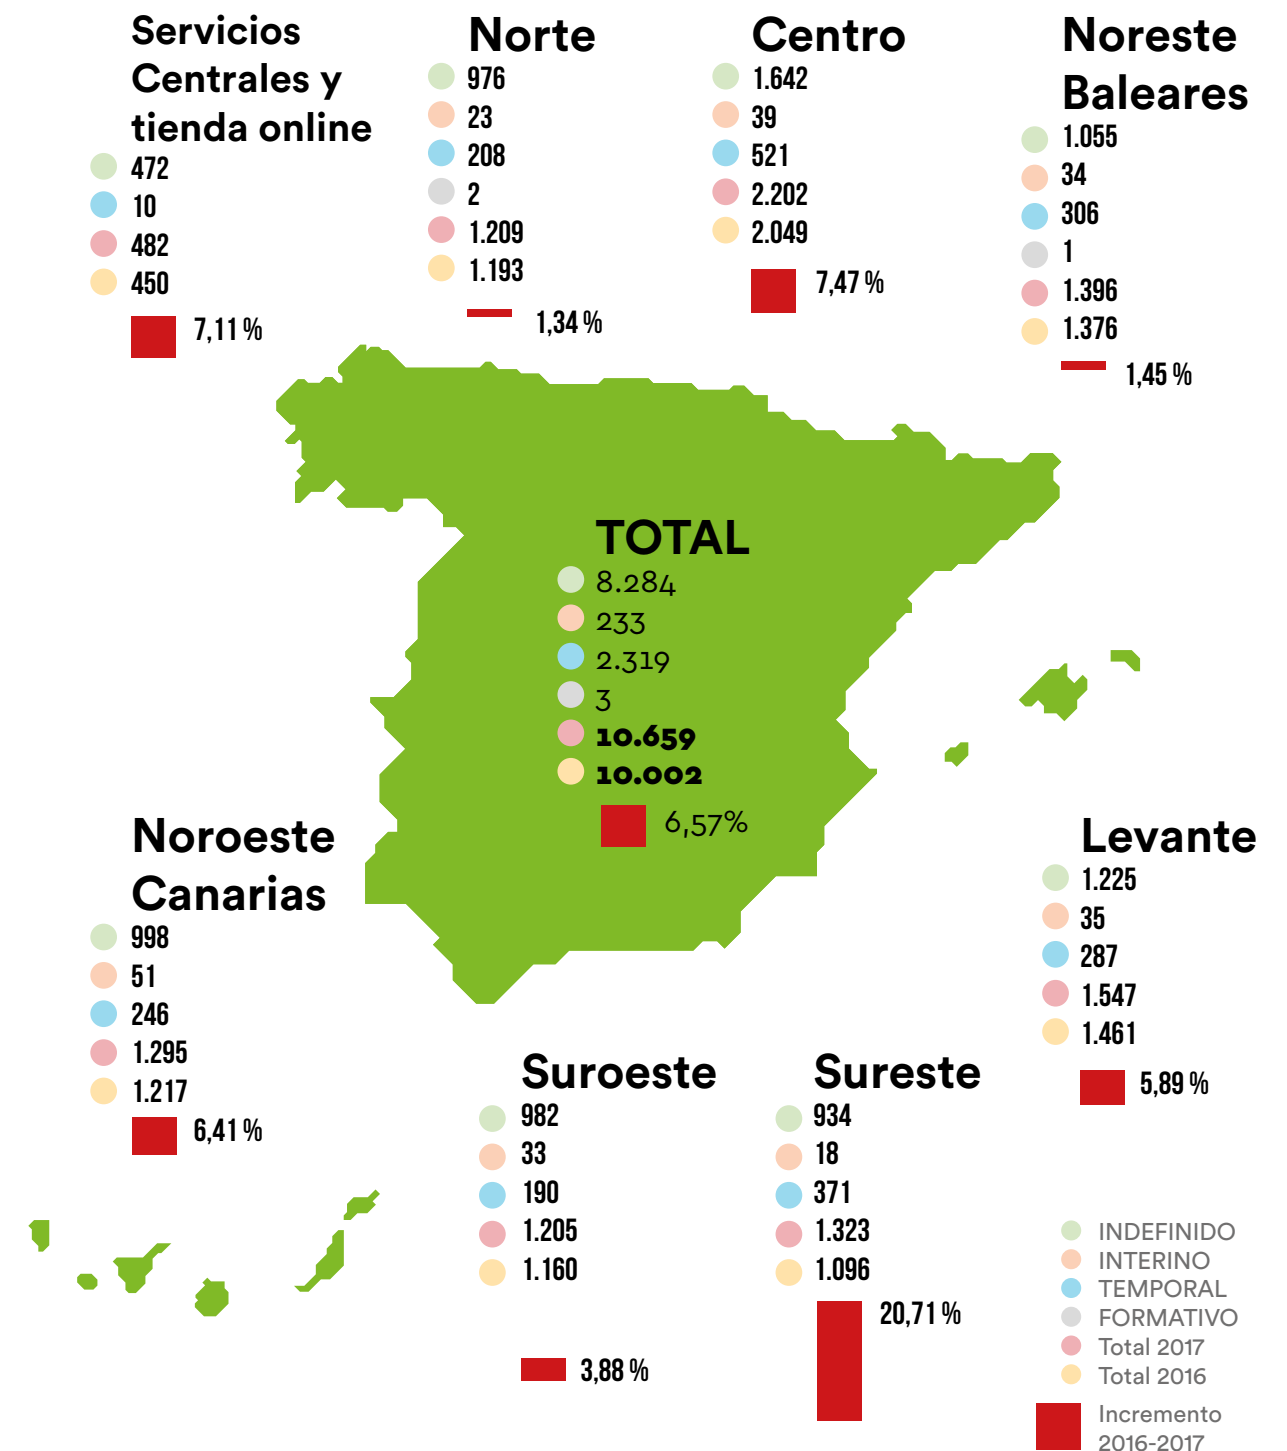 Servicios
Centrales y
tienda online
472
10
482
450
7,11 %
Norte
976
23
208
2
1.209
1.193
1,34 %
Centro
1.642
39
521
2.202
2.049
7,47 %
Noreste
Baleares
1.055
34
306
1
1.396
1.376
1,45 %
TOTAL
8.284
233
2.319
3
10.659
10.002
6,57%
Noroeste
Canarias
998
51
246
1.295
1.217
6,41 %
Levante
1.225
35
287
1.547
1.461
5,89 %
Suroeste
982
33
190
1.205
1.160
3,88 %
Sureste
934
18
371
1.323
1.096
20,71 %
INDEFINIDO
INTERINO
TEMPORAL
FORMATIVO
Total 2017
Total 2016
Incremento
2016-2017